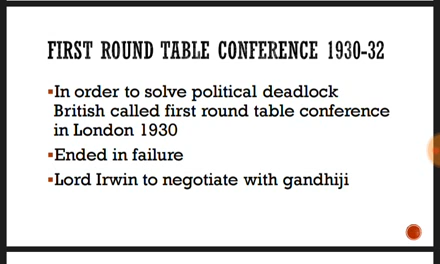 FIRST ROUND TABLE CONFERENCE 1930-32
▪In order to solve political deadlock
British called first round table conference
in London 1930
▪Ended in failure
▪Lord Irwin to negotiate with gandhiji